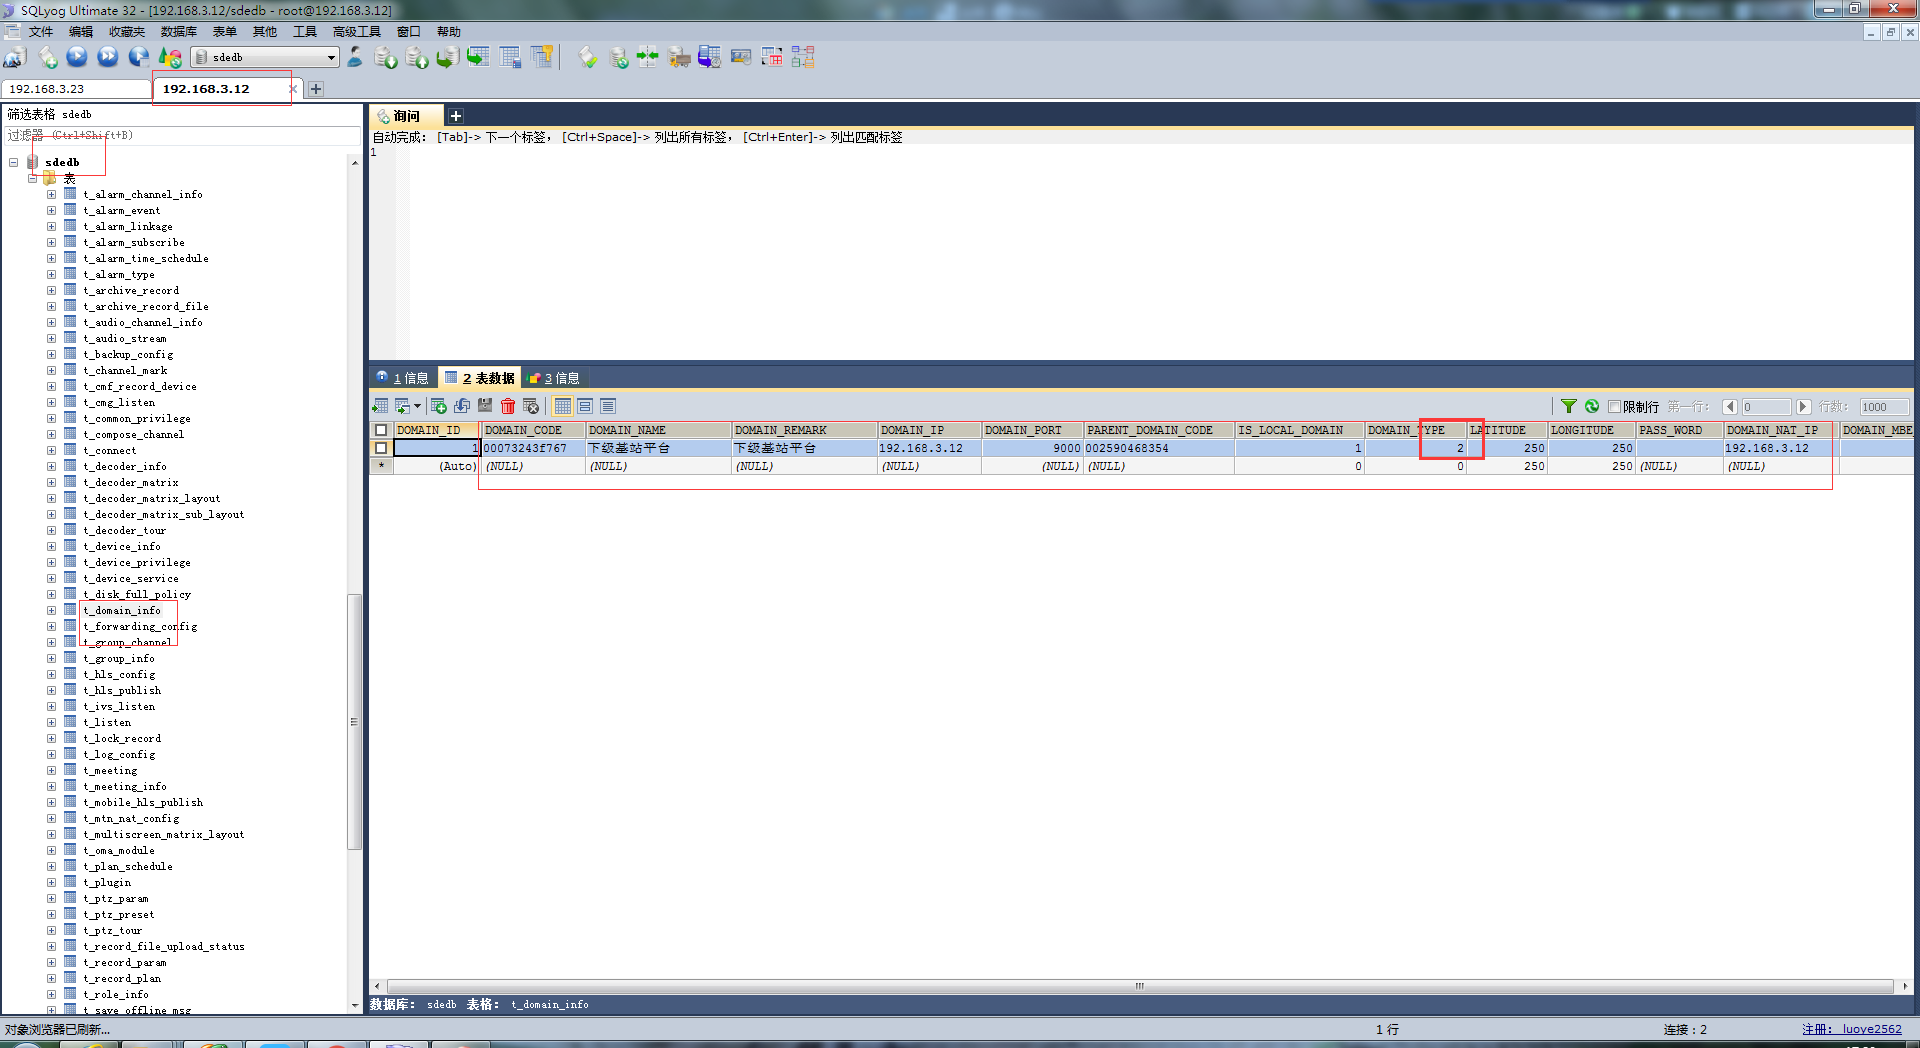 SQLyog Ultimate 32 - [192.168.3.12/sdedb - root@192.168.3.12]
文件 编辑 收藏夹 数据库 表单 其他 工具 高级工具 窗口 帮助
sdedb
192.168.3.23 192.168.3.12
筛选表格 sdedb
过滤器 (Ctrl+Shift+B)
sdedb
表
t_alarm_channel_info
t_alarm_event
t_alarm_linkage
t_alarm_subscribe
t_alarm_time_schedule
t_alarm_type
t_archive_record
t_archive_record_file
t_audio_channel_info
t_audio_stream
t_backup_config
t_channel_mark
t_cmf_record_device
t_cmg_listen
t_common_privilege
t_compose_channel
t_connect
t_decoder_info
t_decoder_matrix
t_decoder_matrix_layout
t_decoder_matrix_sub_layout
t_decoder_tour
t_device_info
t_device_privilege
t_device_service
t_disk_full_policy
t_domain_info
t_forwarding_config
t_group_channel
t_group_info
t_hls_config
t_hls_publish
t_ivs_listen
t_listen
t_lock_record
t_log_config
t_meeting
t_meeting_info
t_mobile_hls_publish
t_mtn_nat_config
t_multiscreen_matrix_layout
t_oma_module
t_plan_schedule
t_plugin
t_ptz_param
t_ptz_preset
t_ptz_tour
t_record_file_upload_status
t_record_param
t_record_plan
t_role_info
t_save_offline_msg
询问
自动完成: [Tab]-> 下一个标签, [Ctrl+Space]-> 列出所有标签, [Ctrl+Enter]-> 列出匹配标签
1
1 信息 2 表数据 3 信息
限制行 第一行: 0 行数: 1000
DOMAIN_ID DOMAIN_CODE DOMAIN_NAME DOMAIN_REMARK DOMAIN_IP DOMAIN_PORT PARENT_DOMAIN_CODE IS_LOCAL_DOMAIN DOMAIN_TYPE LATITUDE LONGITUDE PASS_WORD DOMAIN_NAT_IP DOMAIN_MBE_
1 00073243f767 下级基站平台 下级基站平台 192.168.3.12 9000 002590468354 1 2 250 250 192.168.3.12
* (Auto) (NULL) (NULL) (NULL) (NULL) (NULL) (NULL) 0 0 250 250 (NULL) (NULL)
数据库: sdedb 表格: t_domain_info
对象浏览器已刷新... 1 行 连接 : 2 注册: luoye2562